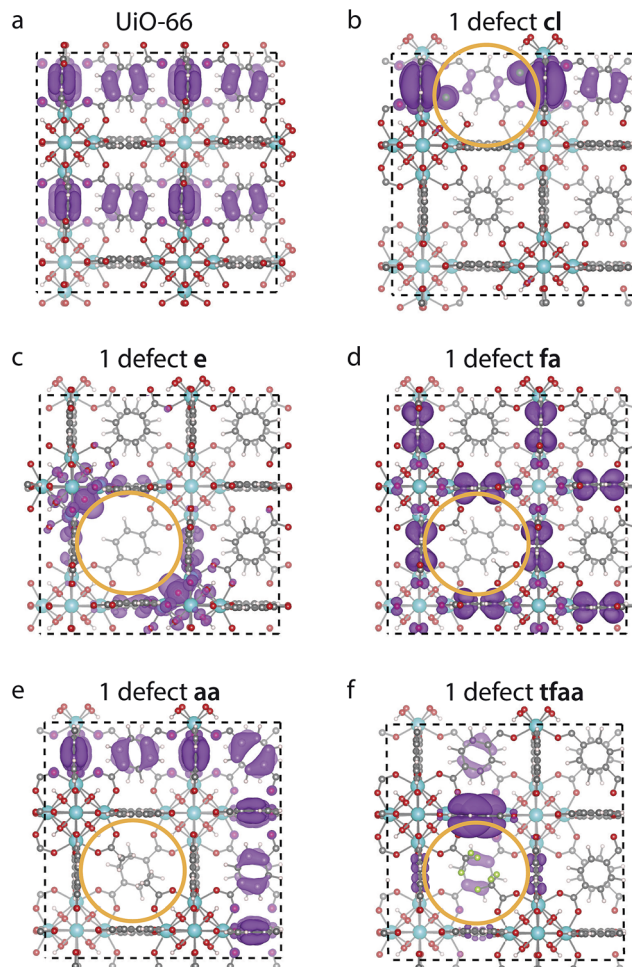 a
UiO-66
b
1 defect cl
c
1 defect e
d
1 defect fa
e
1 defect aa
f
1 defect tfaa